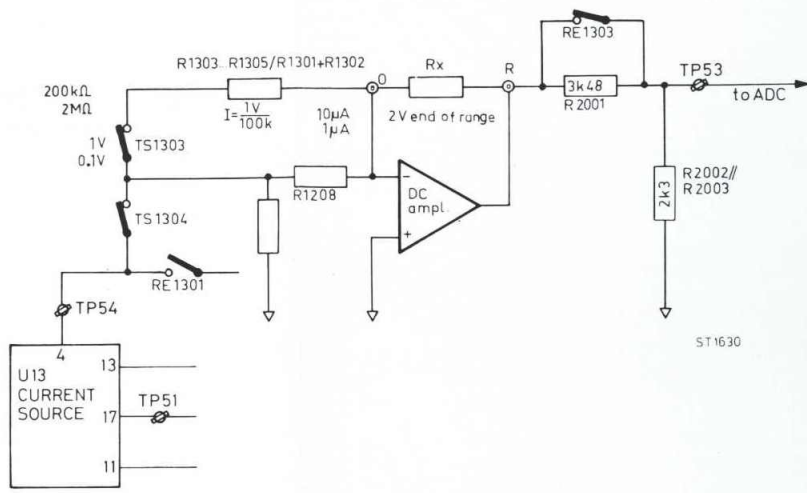 RE1303
R1303...R1305/R1301+R1302
O
Rx
R
3k48
R2001
TP53
to ADC
200kΩ
2MΩ
I=1V/100k
10μA
1μA
2V end of range
1V
0.1V
TS1303
R1208
-
DC
ampl.
+
2k3
R2002//
R2003
TS1304
RE1301
TP54
ST1630
4
U13
CURRENT
SOURCE
13
17
TP51
11